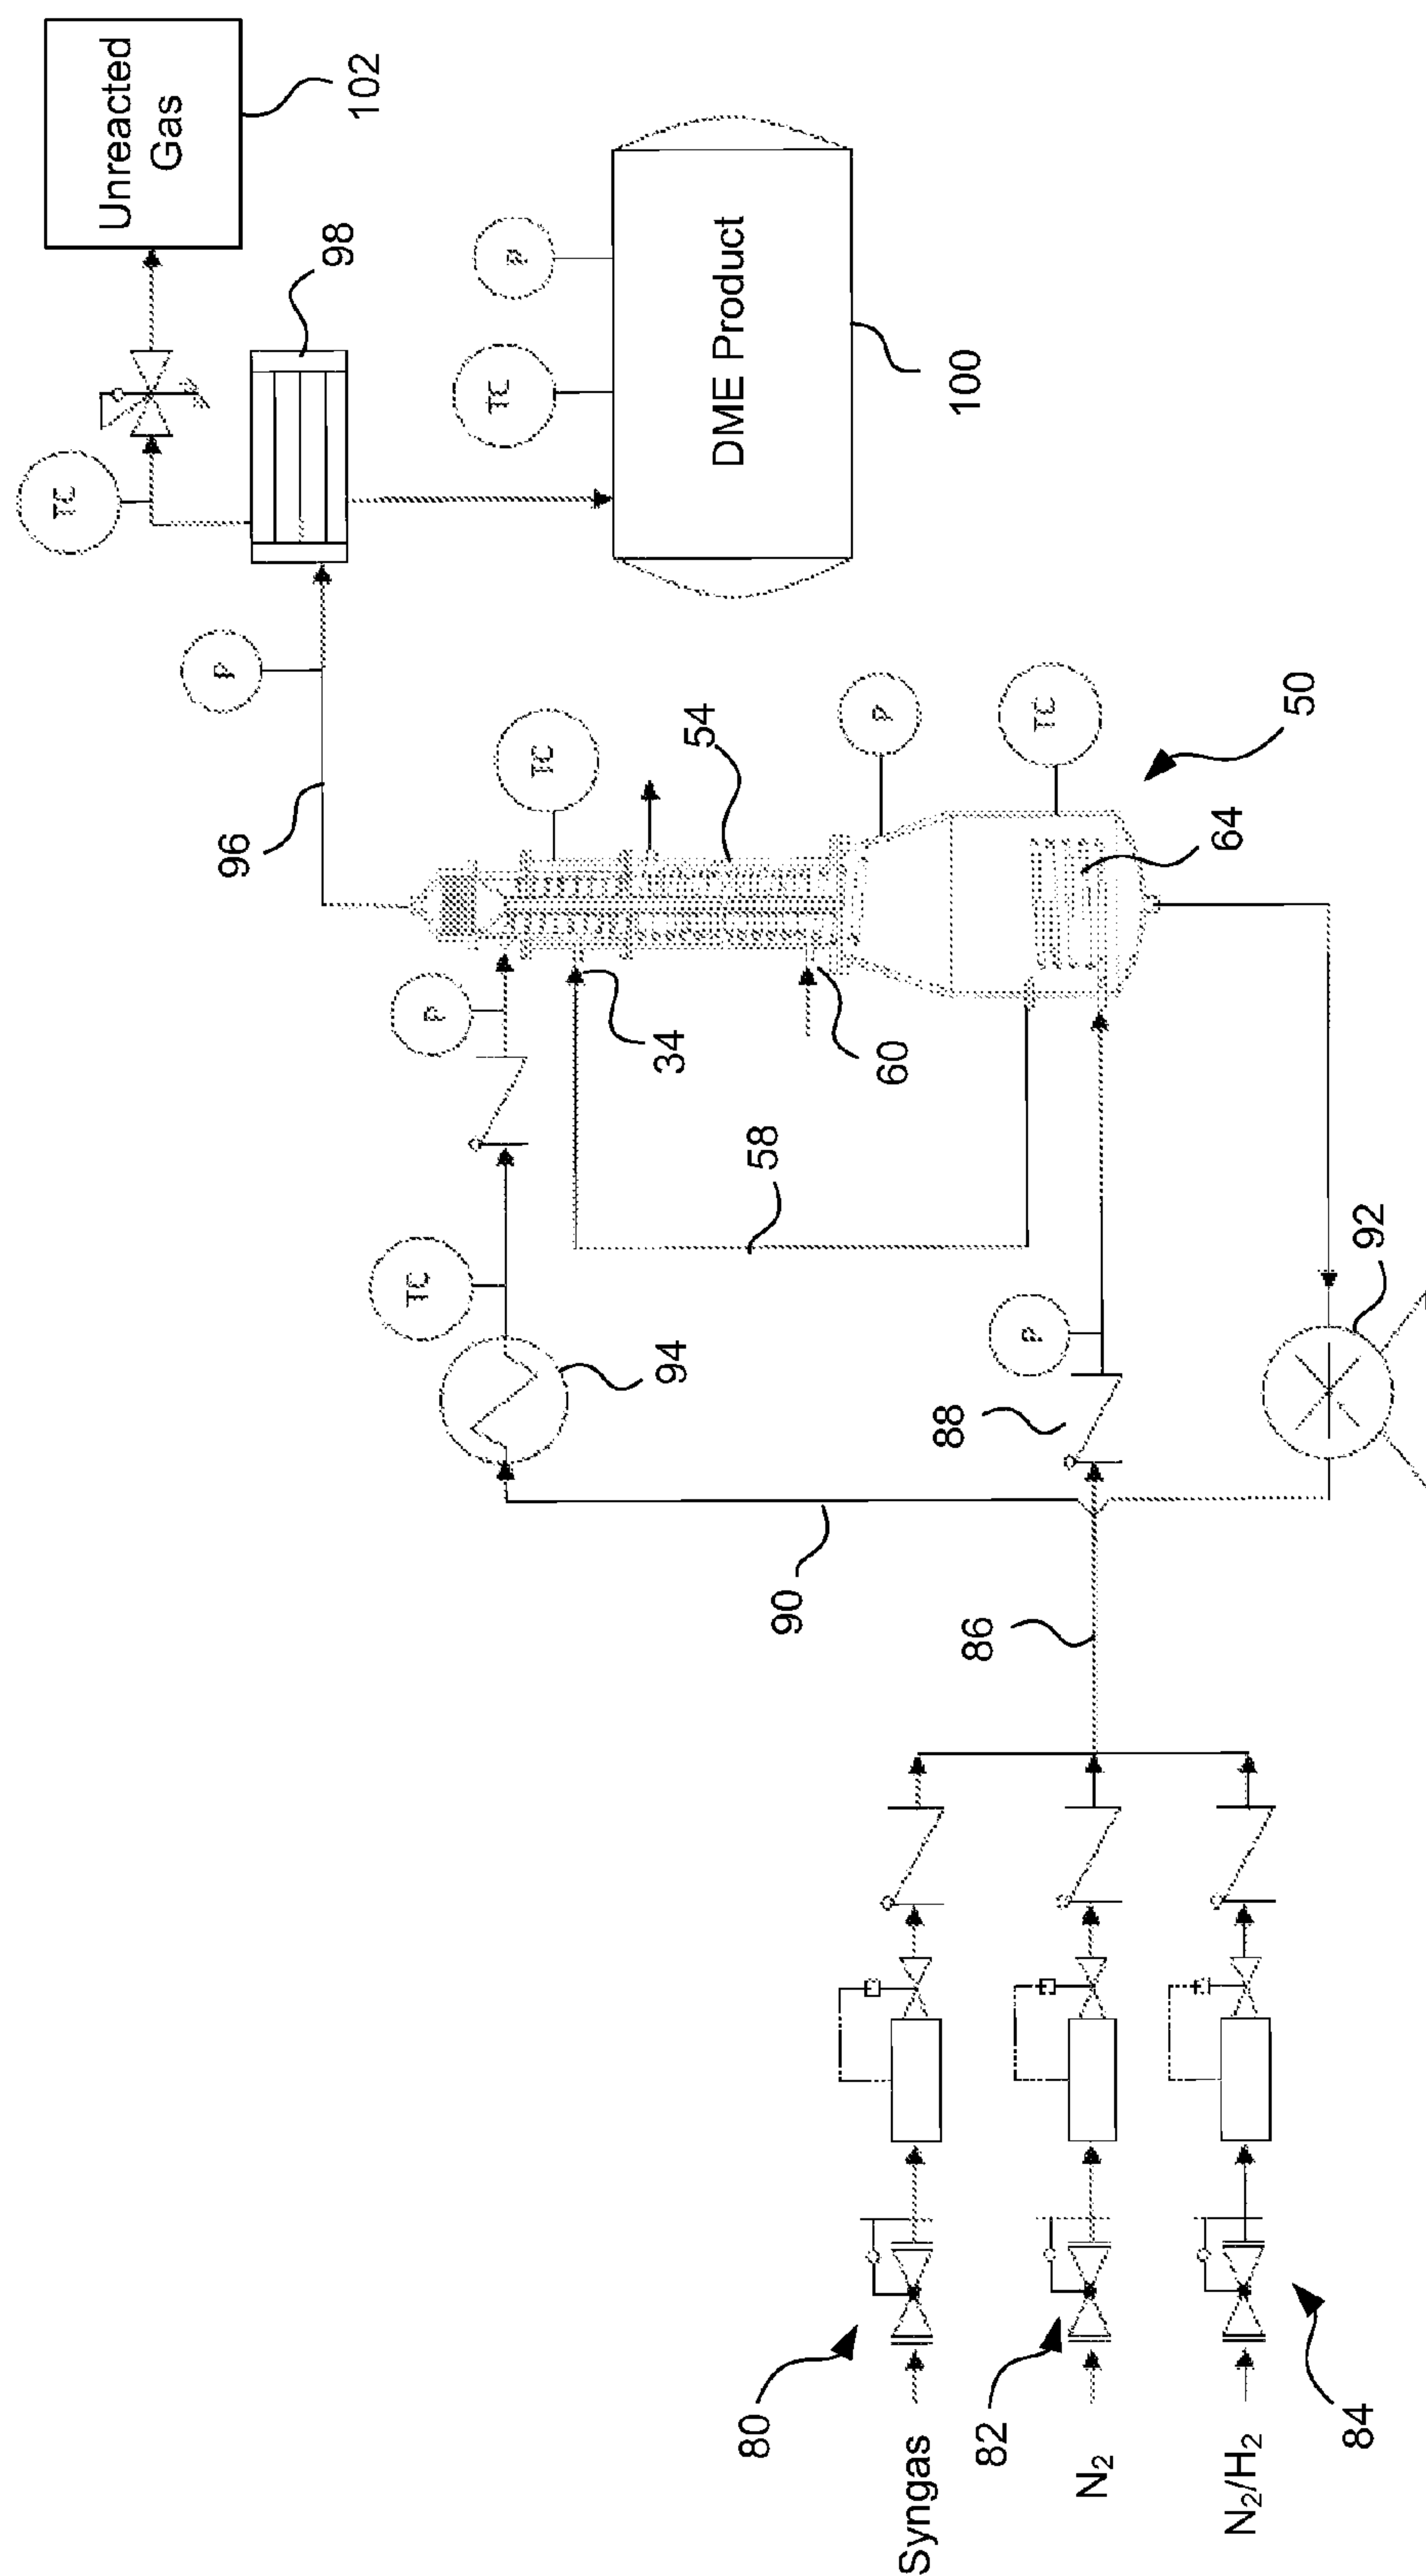 Unreacted
Gas
102
TC
98
P
TC
P
DME Product
100
96
TC
54
P
TC
50
64
P
34
60
58
TC
94
P
88
92
90
86
80
Syngas
82
N₂
84
N₂/H₂